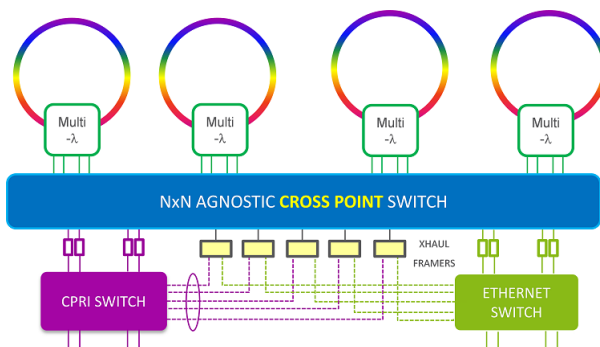 Multi
-λ
Multi
-λ
Multi
-λ
Multi
-λ
NxN AGNOSTIC CROSS POINT SWITCH
XHAUL
FRAMERS
CPRI SWITCH
ETHERNET
SWITCH